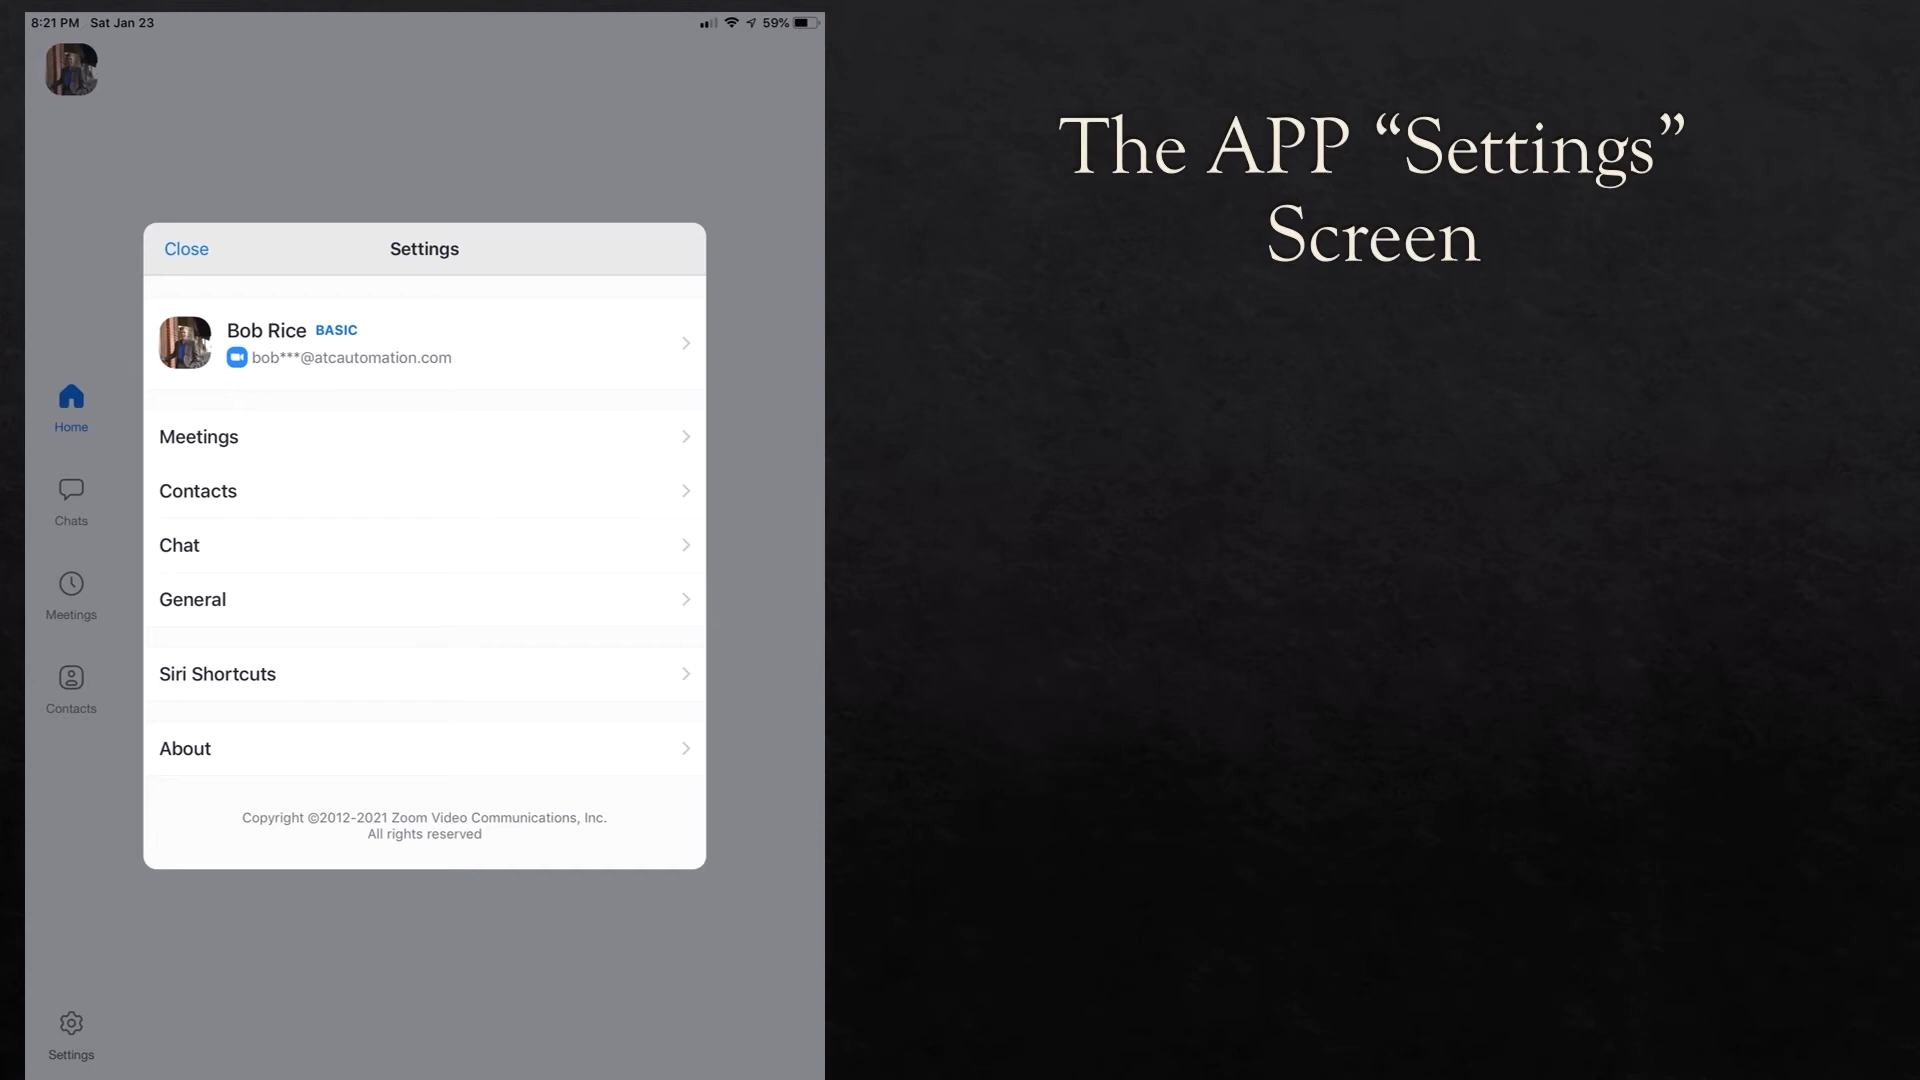 8:21 PM Sat Jan 23
59%
The APP “Settings”
Screen
Close
Settings
Bob Rice BASIC
bob***@atcautomation.com
Meetings
Contacts
Chat
General
Siri Shortcuts
About
Copyright ©2012-2021 Zoom Video Communications, Inc.
All rights reserved
Home
Chats
Meetings
Contacts
Settings